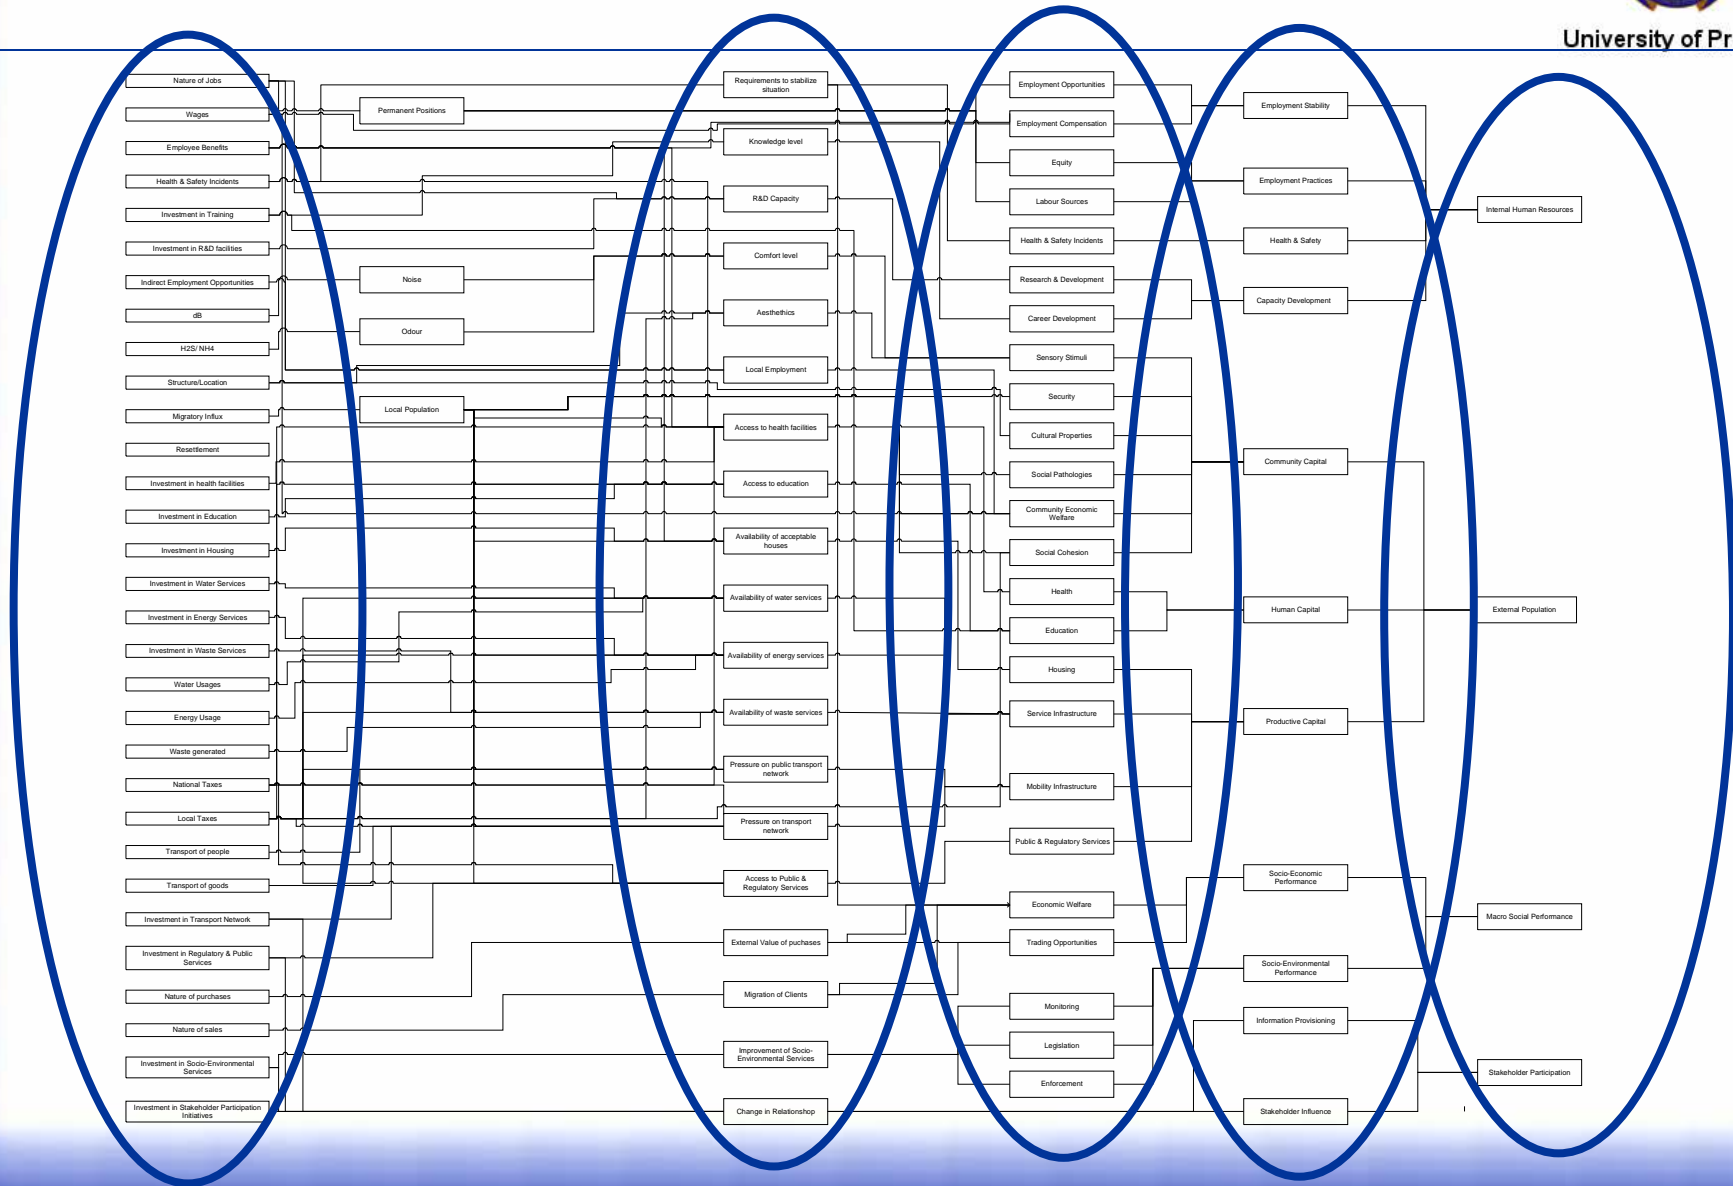 University of Pr
Nature of Jobs
Wages
Employee Benefits
Health & Safety Incidents
Investment in Training
Investment in R&D facilities
Indirect Employment Opportunities
dB
H2S/ NH4
Structure/Location
Migratory Influx
Resettlement
Investment in health facilities
Investment in Education
Investment in Housing
Investment in Water Services
Investment in Energy Services
Investment in Waste Services
Water Usages
Energy Usage
Waste generated
National Taxes
Local Taxes
Transport of people
Transport of goods
Investment in Transport Network
Investment in Regulatory & Public
Services
Nature of purchases
Nature of sales
Investment in Socio-Environmental
Services
Investment in Stakeholder Participation
Initiatives
Permanent Positions
Noise
Odour
Local Population
Requirements to stabilize
situation
Knowledge level
R&D Capacity
Comfort level
Aesthethics
Local Employment
Access to health facilities
Access to education
Availability of acceptable
houses
Availability of water services
Availability of energy services
Availability of waste services
Pressure on public transport
network
Pressure on transport
network
Access to Public &
Regulatory Services
External Value of puchases
Migration of Clients
Improvement of Socio-
Environmental Services
Change in Relationshop
Employment Opportunities
Employment Compensation
Equity
Labour Sources
Health & Safety Incidents
Research & Development
Career Development
Sensory Stimuli
Security
Cultural Properties
Social Pathologies
Community Economic
Welfare
Social Cohesion
Health
Education
Housing
Service Infrastructure
Mobility Infrastructure
Public & Regulatory Services
Economic Welfare
Trading Opportunities
Monitoring
Legislation
Enforcement
Employment Stability
Employment Practices
Health & Safety
Capacity Development
Community Capital
Human Capital
Productive Capital
Socio-Economic
Performance
Socio-Environmental
Performance
Information Provisioning
Stakeholder Influence
Internal Human Resources
External Population
Macro Social Performance
Stakeholder Participation